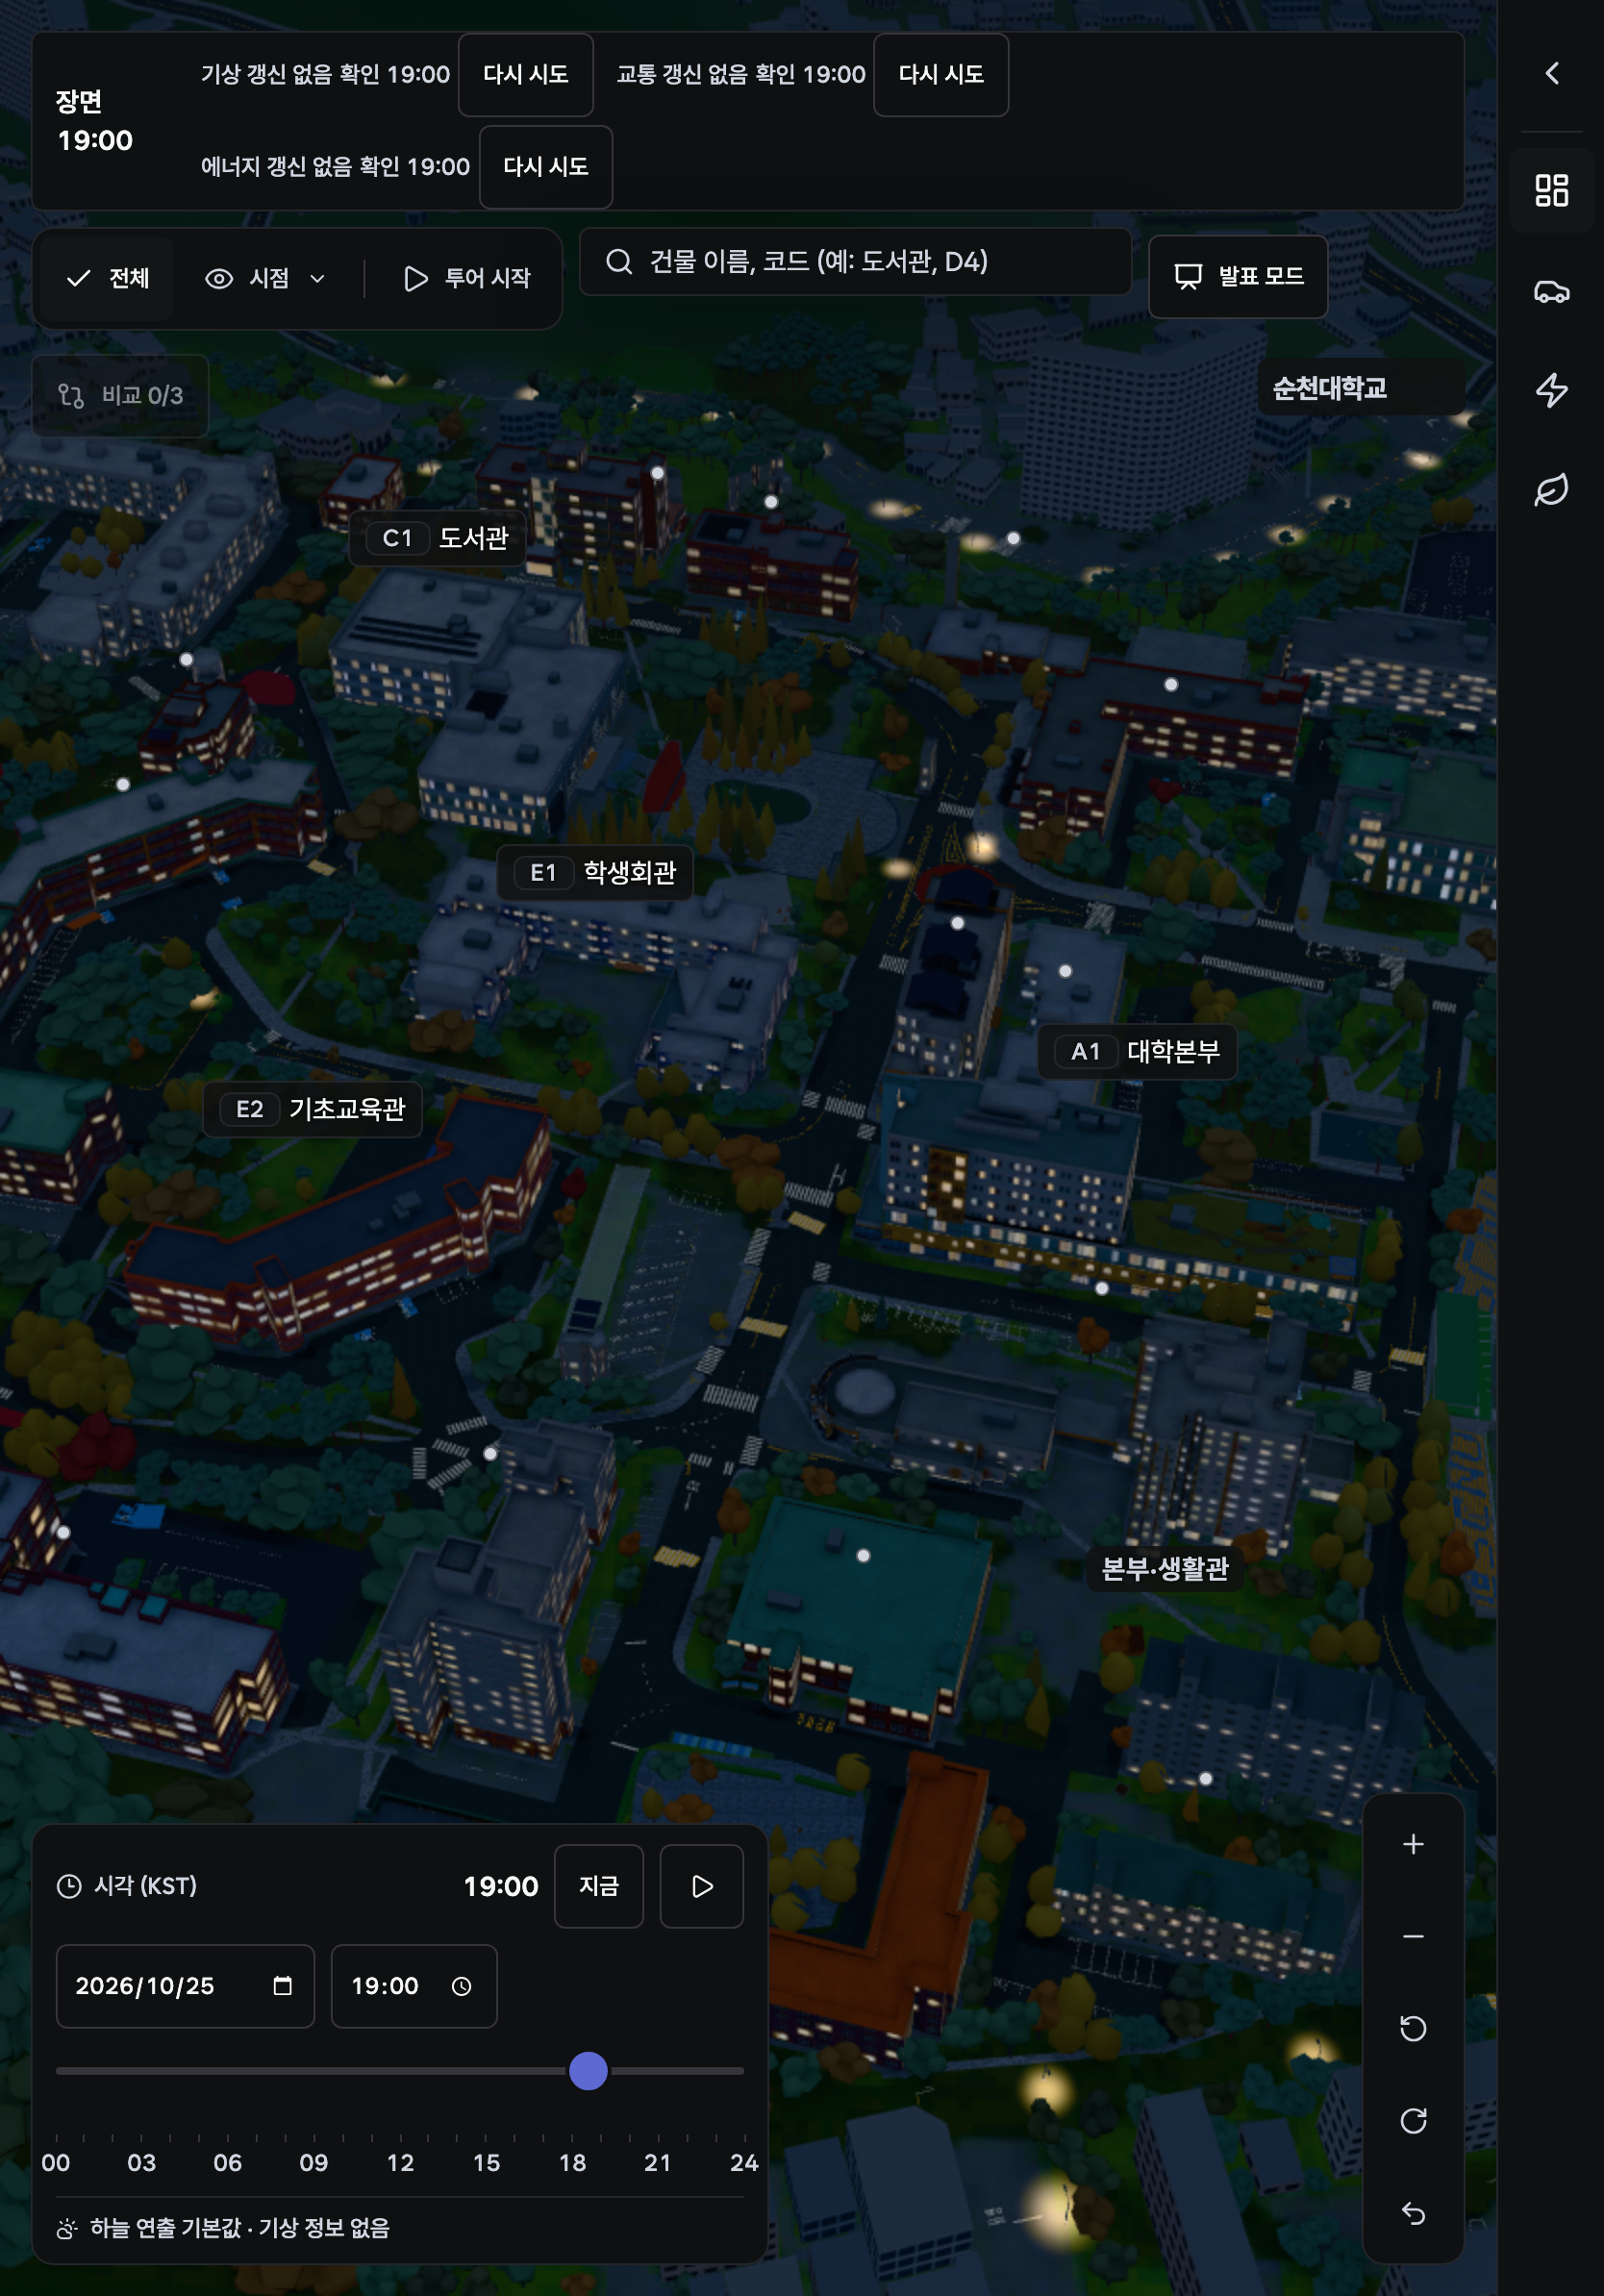 장면
19:00
기상 갱신 없음 확인 19:00 다시 시도 교통 갱신 없음 확인 19:00 다시 시도
에너지 갱신 없음 확인 19:00 다시 시도
전체 시점 투어 시작 건물 이름, 코드 (예: 도서관, D4) 발표 모드
비교 0/3
순천대학교
C1 도서관
E1 학생회관
A1 대학본부
E2 기초교육관
본부·생활관
시각 (KST) 19:00 지금
2026/10/25 19:00
00 03 06 09 12 15 18 21 24
하늘 연출 기본값 · 기상 정보 없음